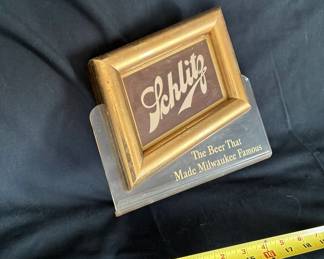 Schlitz
The Beer That
Made Milwaukee Famous